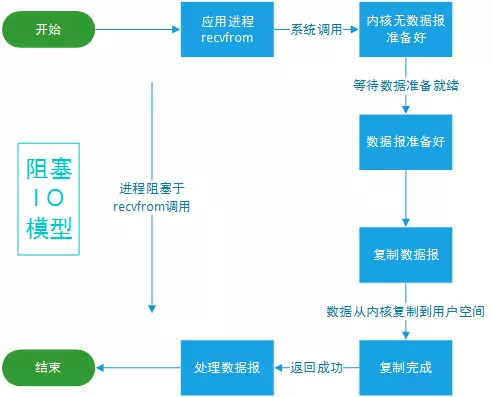 开始
应用进程
recvfrom
系统调用
内核无数据报
准备好
等待数据准备就绪
数据报准备好
阻塞
IO
模型
进程阻塞于
recvfrom调用
复制数据报
数据从内核复制到用户空间
结束
处理数据报
返回成功
复制完成